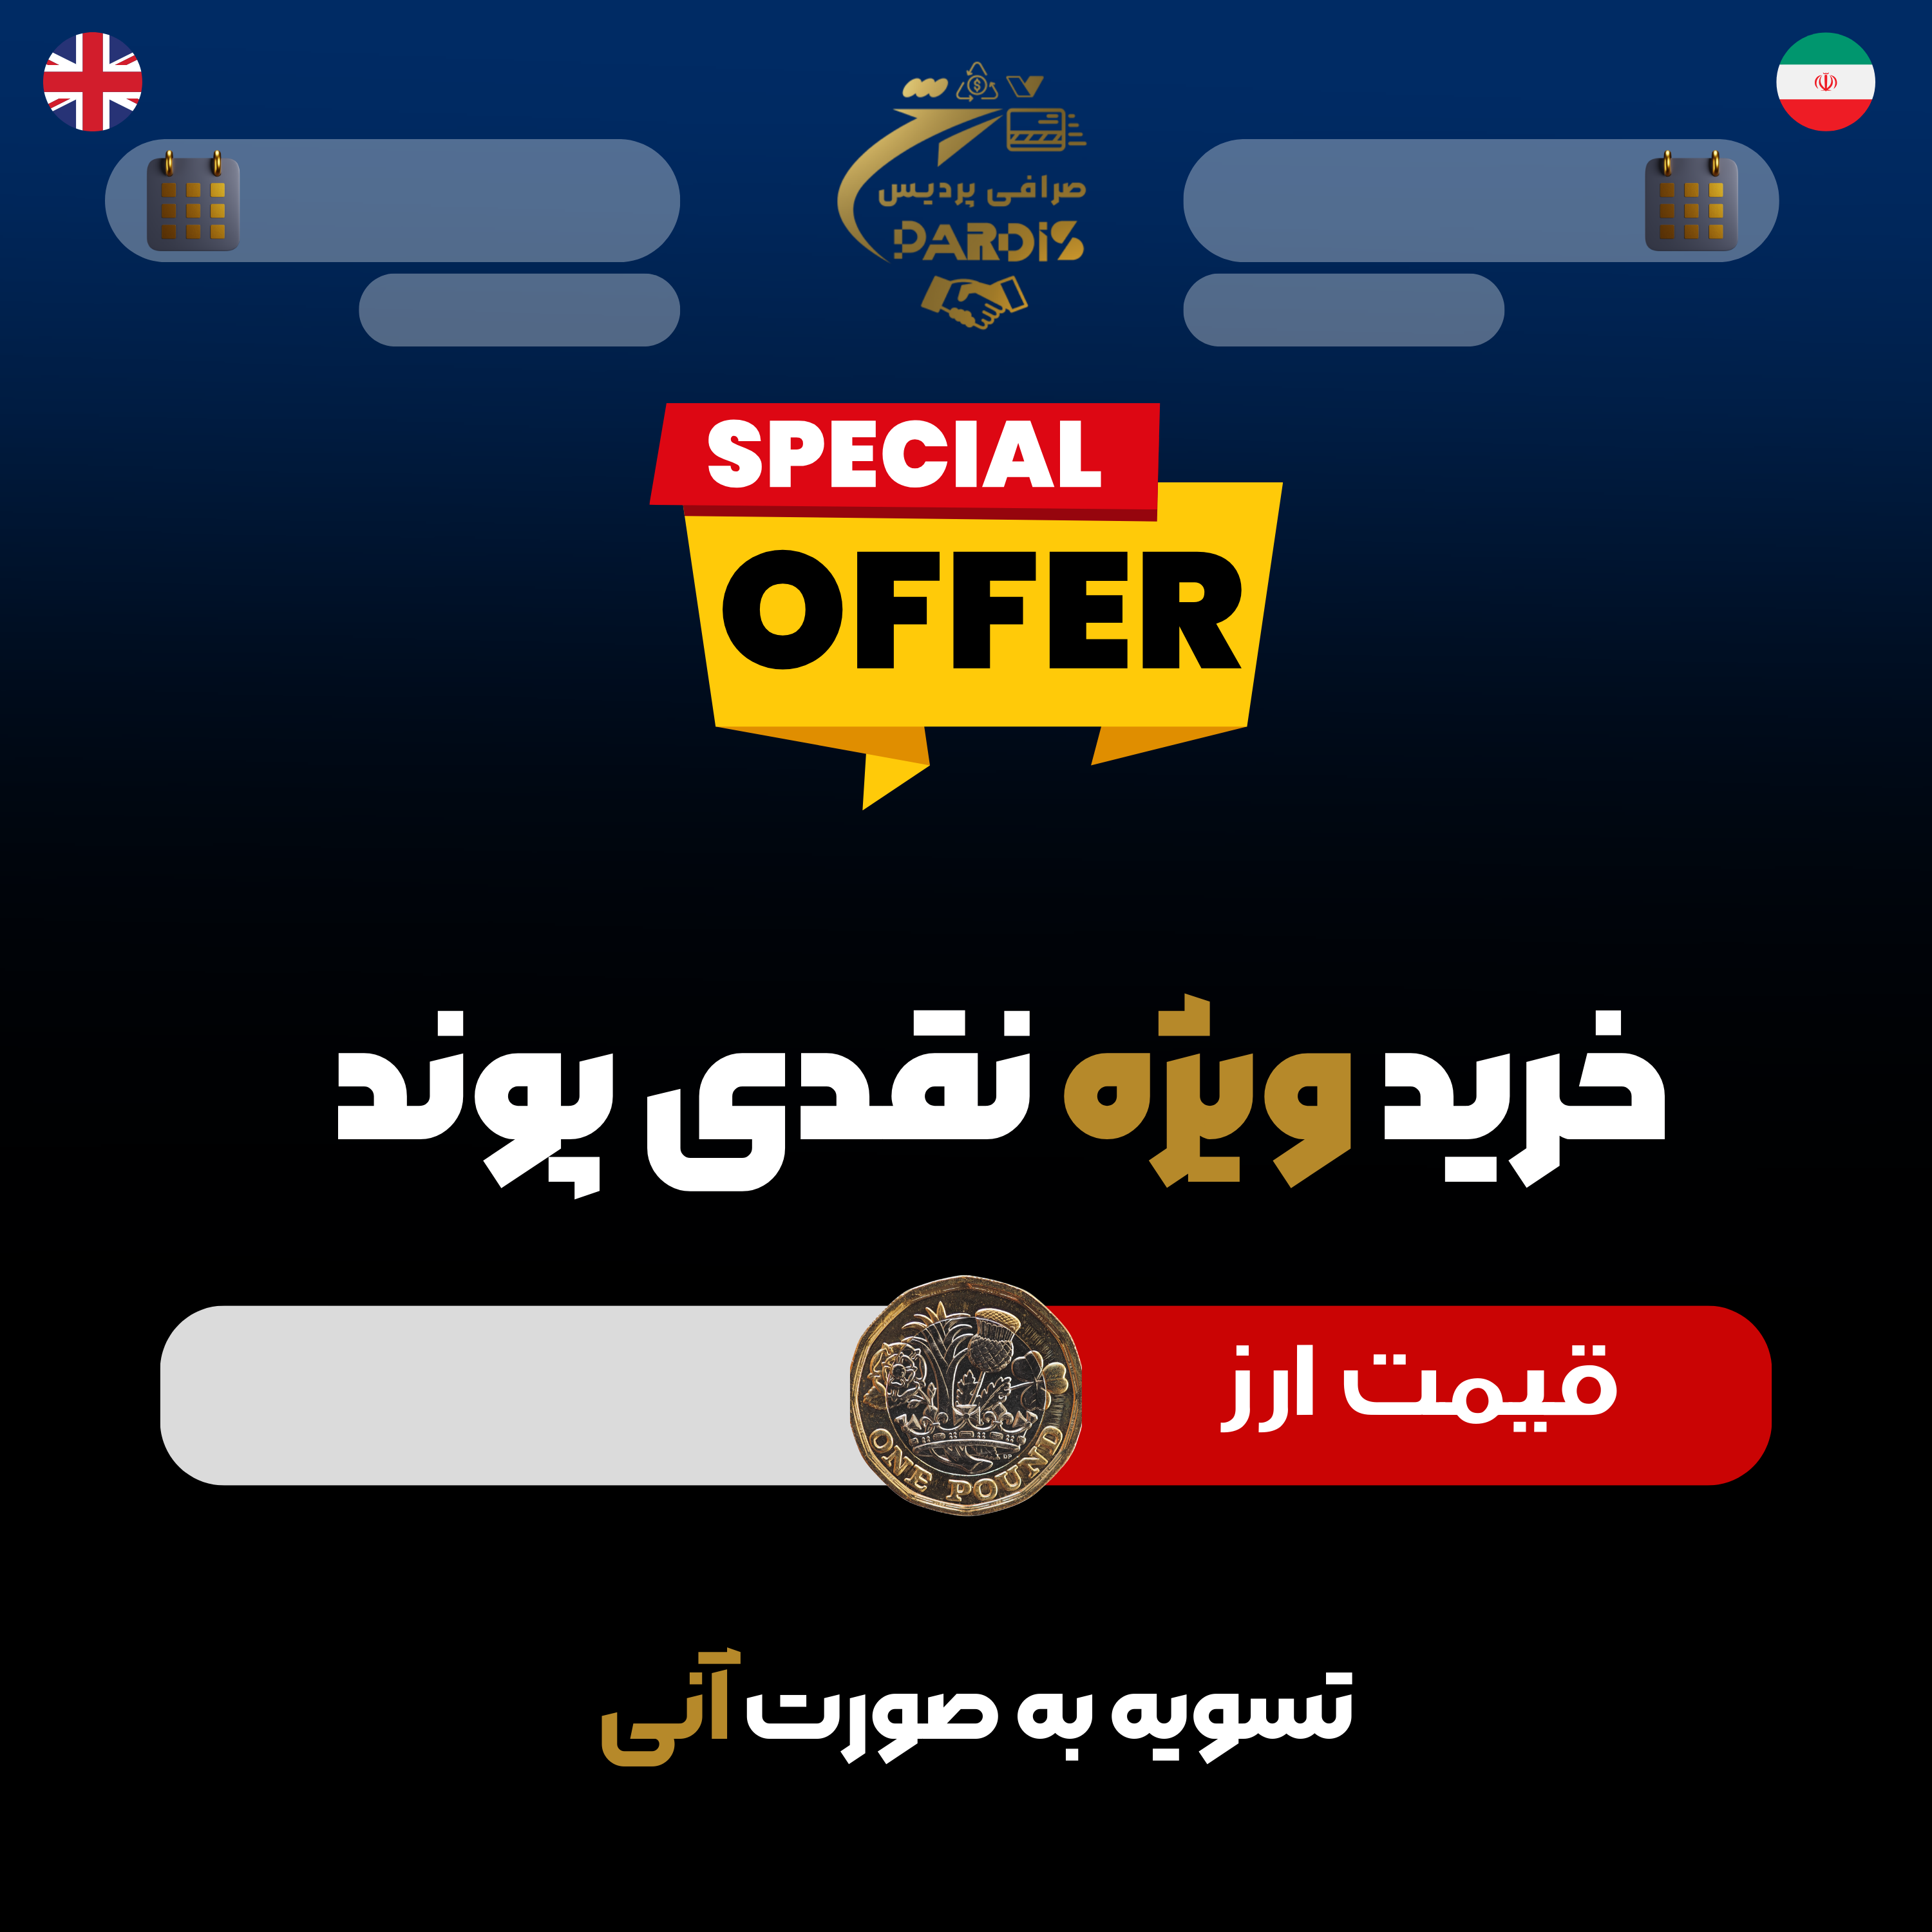 صرافی پردیس
PARDIS
SPECIAL
OFFER
خرید ویژه نقدی پوند
قیمت ارز
ONE POUND
تسویه به صورت آنی